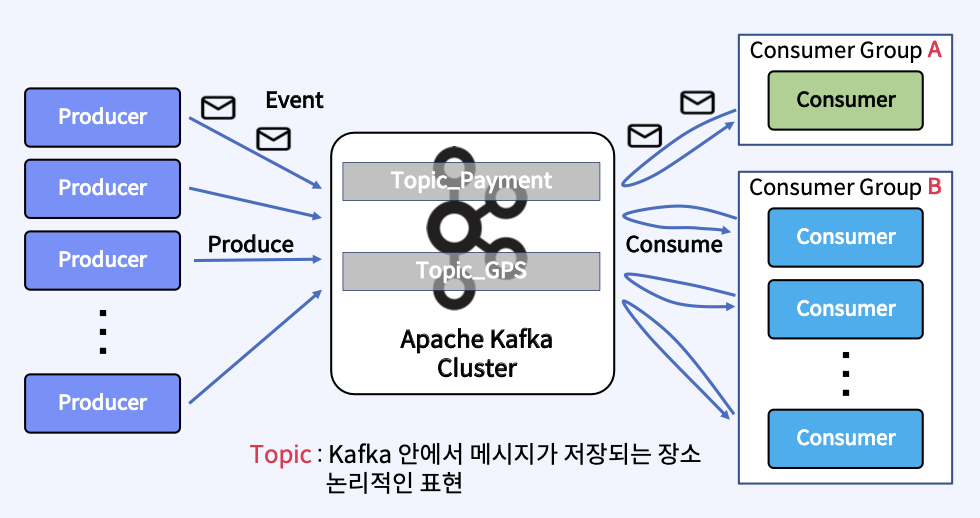 Producer
Producer
Producer
Producer
Event
Produce
Topic_Payment
Topic_GPS
Apache Kafka
Cluster
Consume
Consumer Group A
Consumer
Consumer Group B
Consumer
Consumer
Consumer
Topic : Kafka 안에서 메시지가 저장되는 장소
논리적인 표현